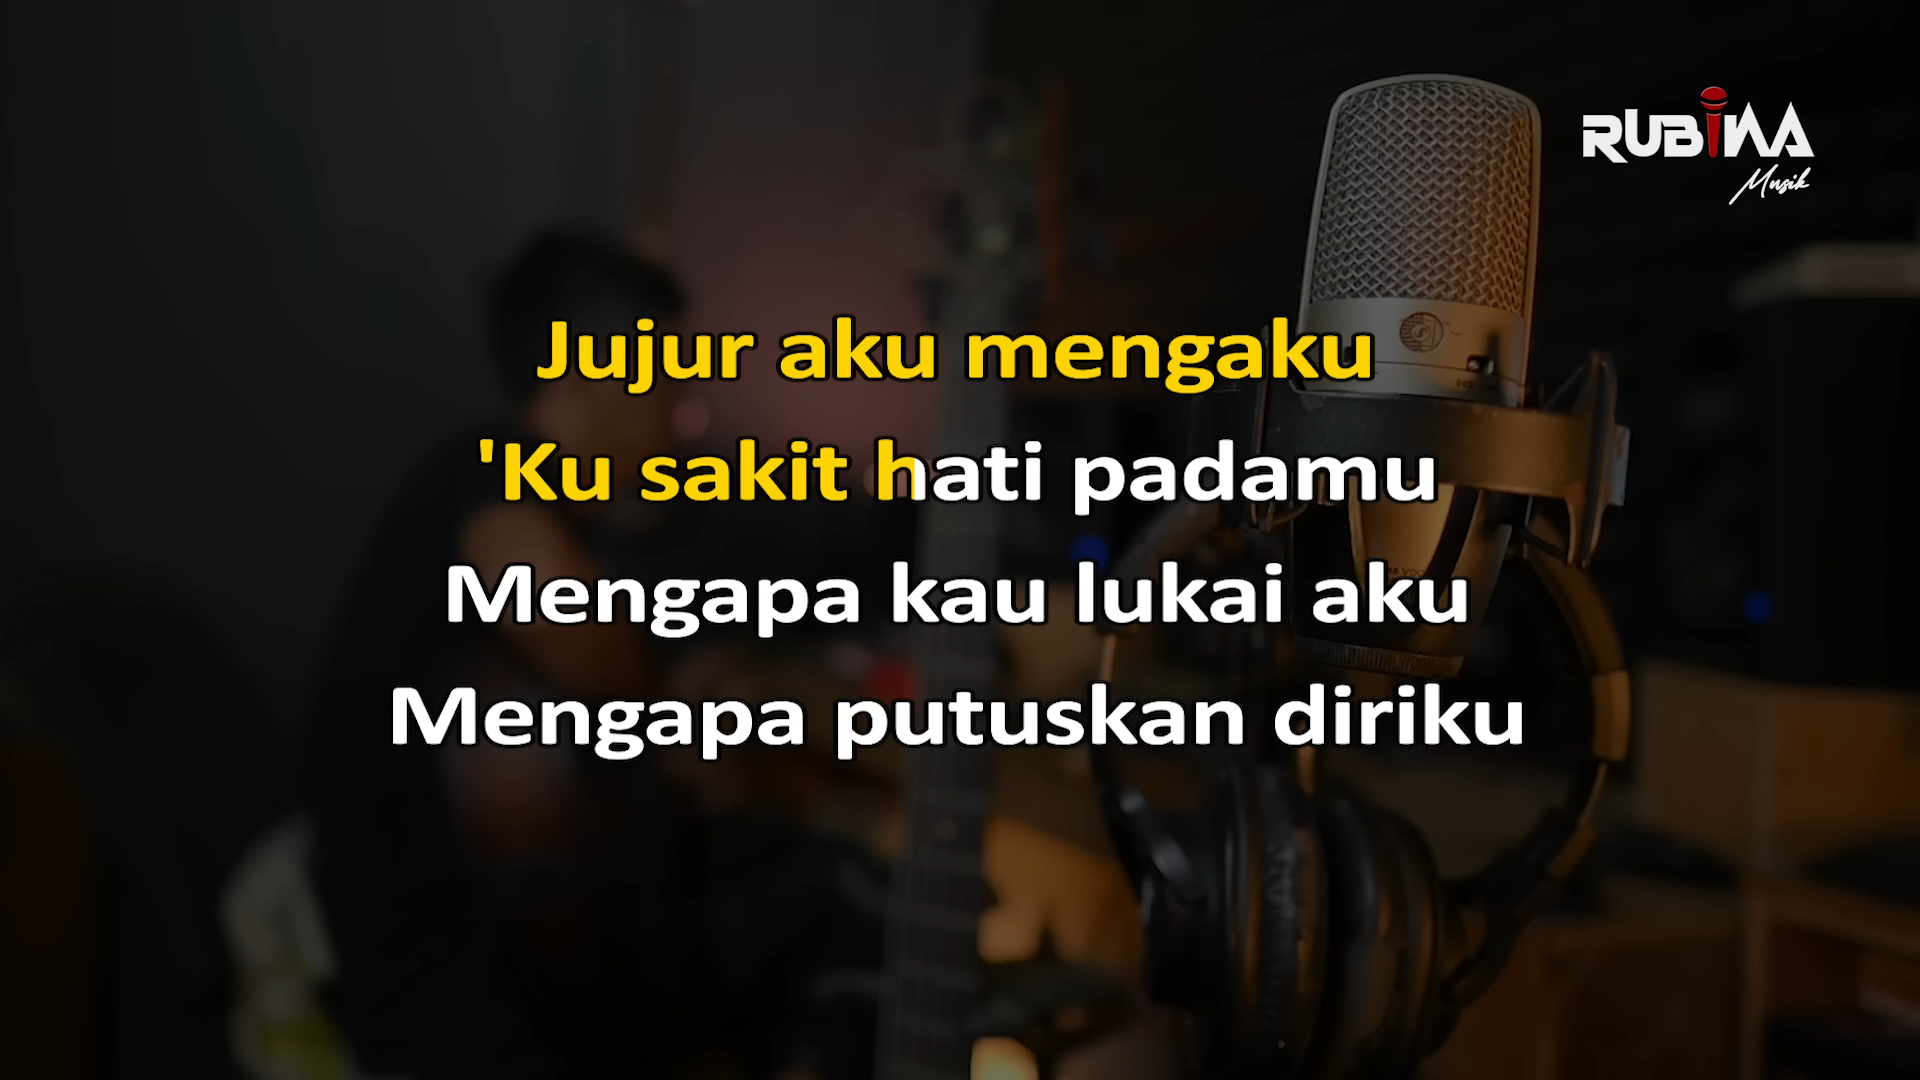 RUBINA
Musik
Jujur aku mengaku
'Ku sakit hati padamu
Mengapa kau lukai aku
Mengapa putuskan diriku